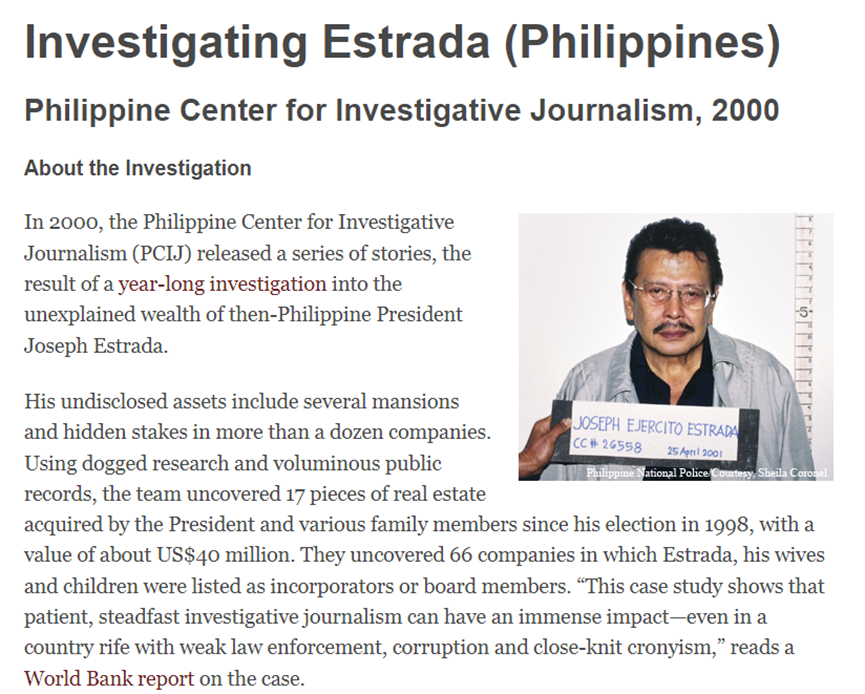 Investigating Estrada (Philippines)
Philippine Center for Investigative Journalism, 2000
About the Investigation
In 2000, the Philippine Center for Investigative
Journalism (PCIJ) released a series of stories, the
result of a year-long investigation into the
unexplained wealth of then-Philippine President
Joseph Estrada.
His undisclosed assets include several mansions
and hidden stakes in more than a dozen companies.
Using dogged research and voluminous public
records, the team uncovered 17 pieces of real estate
acquired by the President and various family members since his election in 1998, with a
value of about US$40 million. They uncovered 66 companies in which Estrada, his wives
and children were listed as incorporators or board members. “This case study shows that
patient, steadfast investigative journalism can have an immense impact—even in a
country rife with weak law enforcement, corruption and close-knit cronyism,” reads a
World Bank report on the case.
5
JOSEPH EJERCITO ESTRADA
CC# 26558 25 April 2001
Philippine National Police/Courtesy, Sheila Coronel